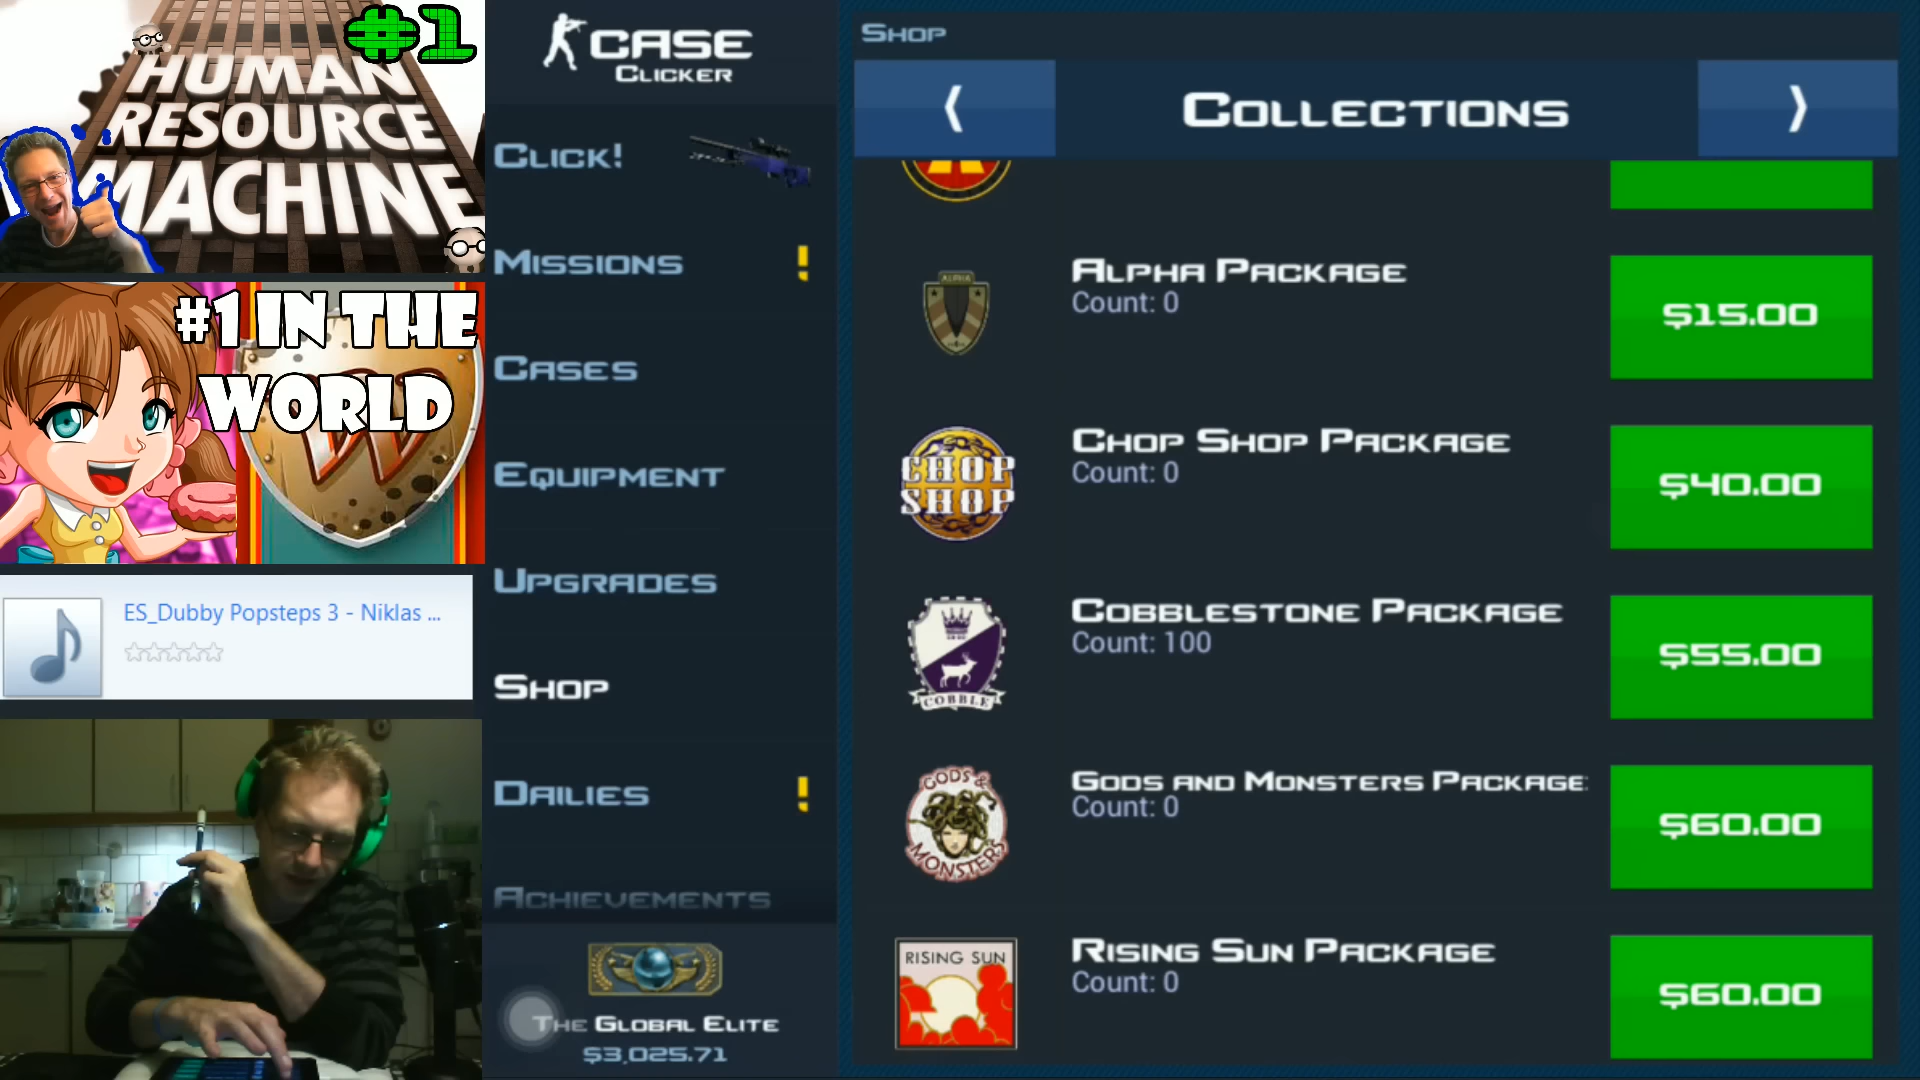 #1
HUMAN
RESOURCE
MACHINE
#1 IN THE
WORLD
ES_Dubby Popsteps 3 - Niklas ...
CASE
CLICKER
CLICK!
MISSIONS !
CASES
EQUIPMENT
UPGRADES
SHOP
DAILIES !
ACHIEVEMENTS
THE GLOBAL ELITE
$3,025.71
SHOP
COLLECTIONS
ALPHA
ALPHA PACKAGE
Count: 0
$15.00
CHOP
SHOP
CHOP SHOP PACKAGE
Count: 0
$40.00
COBBLE
COBBLESTONE PACKAGE
Count: 100
$55.00
GODS &
MONSTERS
GODS AND MONSTERS PACKAGE
Count: 0
$60.00
RISING SUN
RISING SUN PACKAGE
Count: 0
$60.00